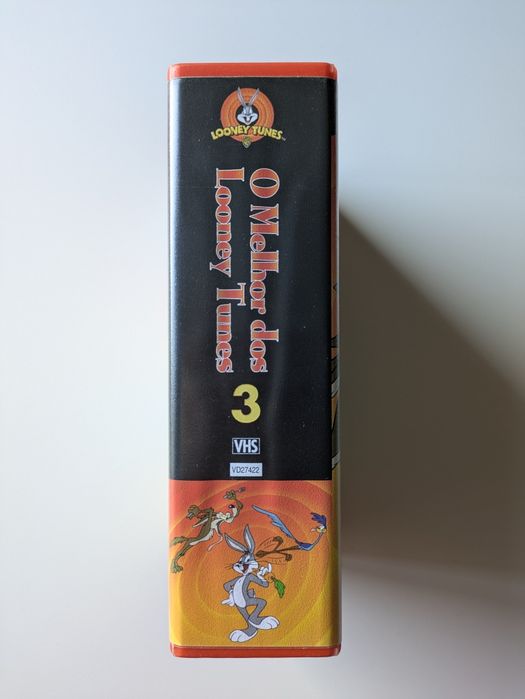 LOONEY TUNES
O Melhor dos
Looney Tunes
3
VHS
VD27422